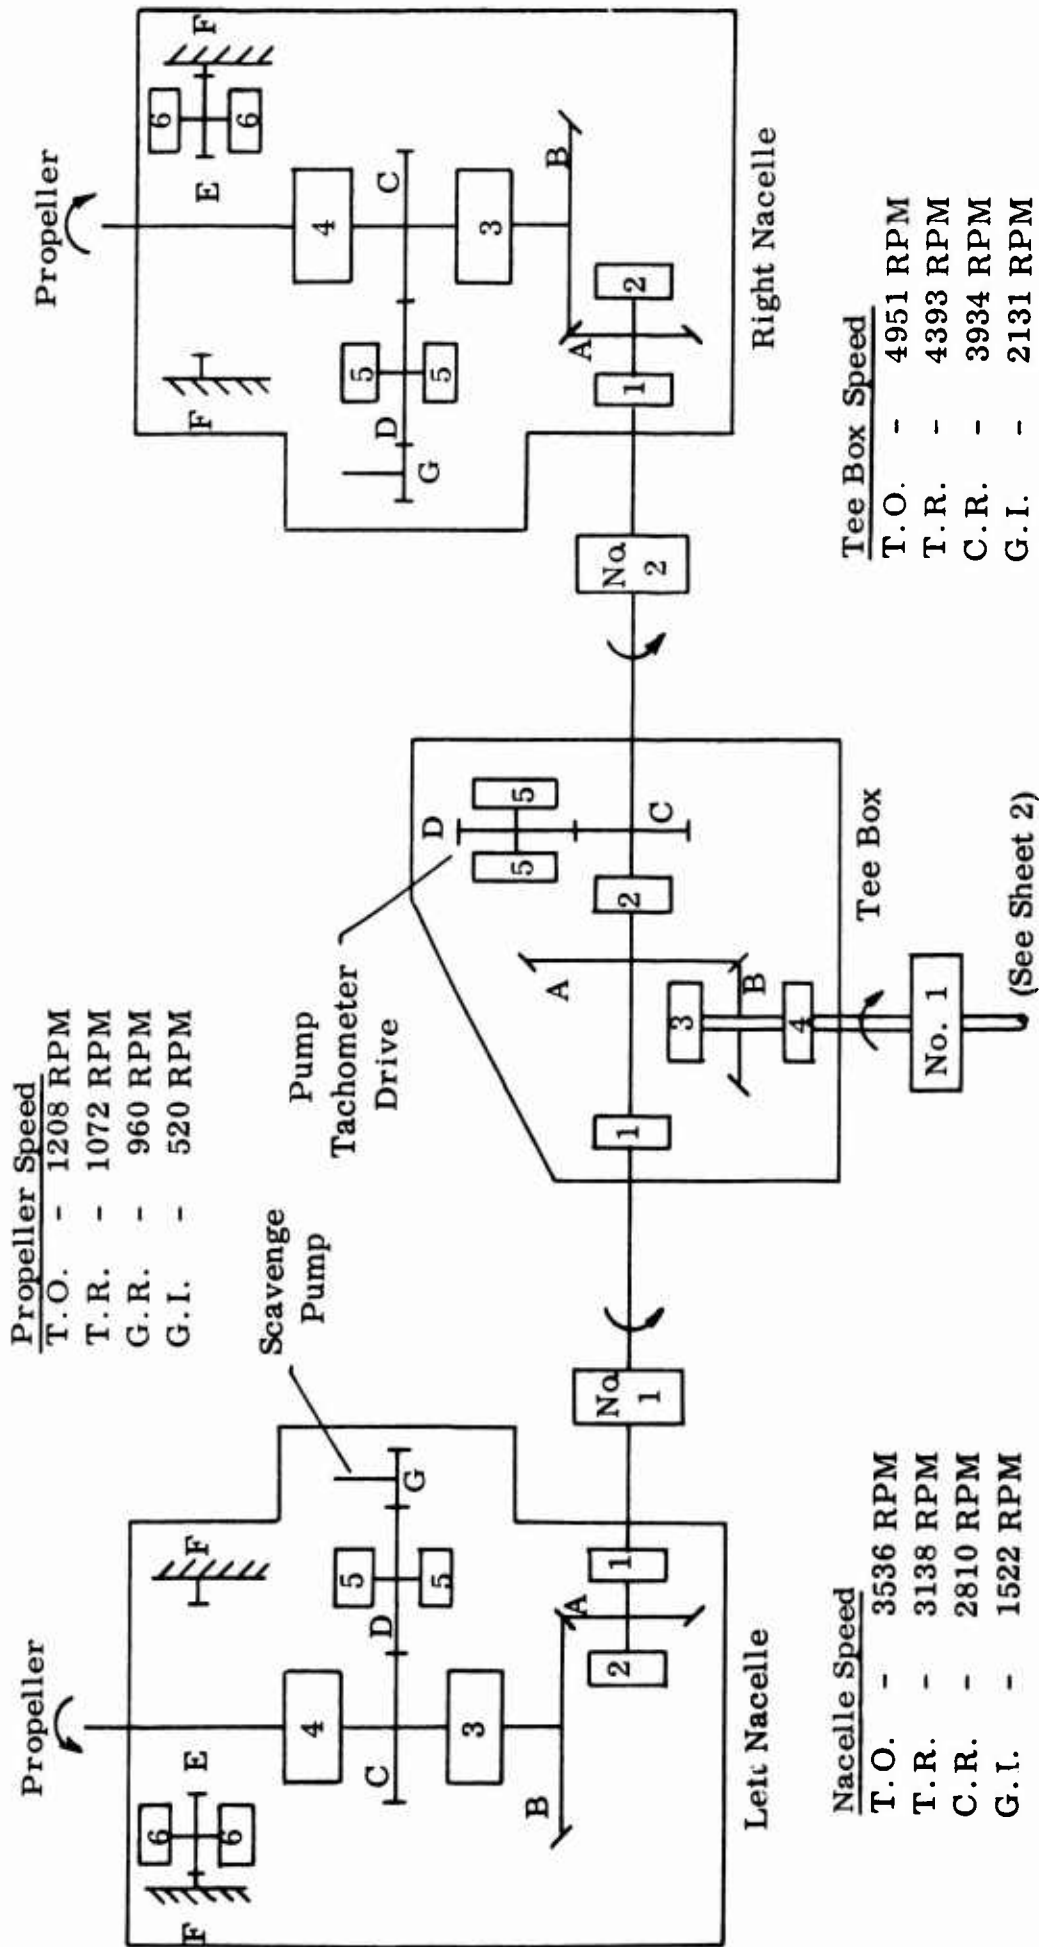 Propeller Speed
T.O. - 1208 RPM
T.R. - 1072 RPM
G.R. - 960 RPM
G.I. - 520 RPM
Propeller
F
E
6
6
F
4
C
3
B
D
5
5
G
A
2
1
Left Nacelle
Scavenge
Pump
No.
1
Nacelle Speed
T.O. - 3536 RPM
T.R. - 3138 RPM
C.R. - 2810 RPM
G.I. - 1522 RPM
Pump
Tachometer
Drive
D
5
5
C
2
A
1
3
B
4
No. 1
(See Sheet 2)
Tee Box
No.
2
Propeller
F
F
E
6
6
4
C
3
B
D
5
5
G
A
1
2
Right Nacelle
Tee Box Speed
T.O. - 4951 RPM
T.R. - 4393 RPM
C.R. - 3934 RPM
G.I. - 2131 RPM